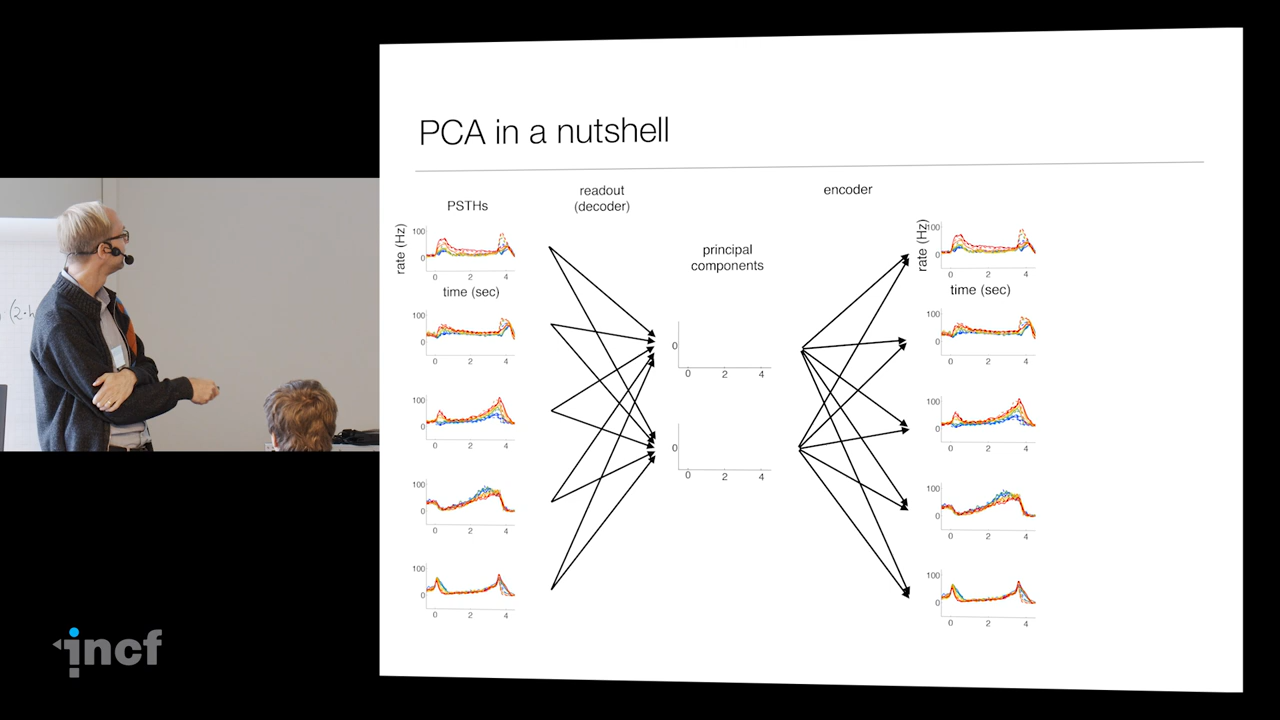 PCA in a nutshell
readout
(decoder)
encoder
PSTHs
principal
components
rate (Hz)
100
0
0 2 4
time (sec)
100
0
0 2 4
100
0
0 2 4
100
0
0 2 4
100
0
0 2 4
0
0 2 4
0
0 2 4
rate (Hz)
100
0
0 2 4
time (sec)
100
0
0 2 4
100
0
0 2 4
100
0
0 2 4
100
0
0 2 4
(2·h
incf